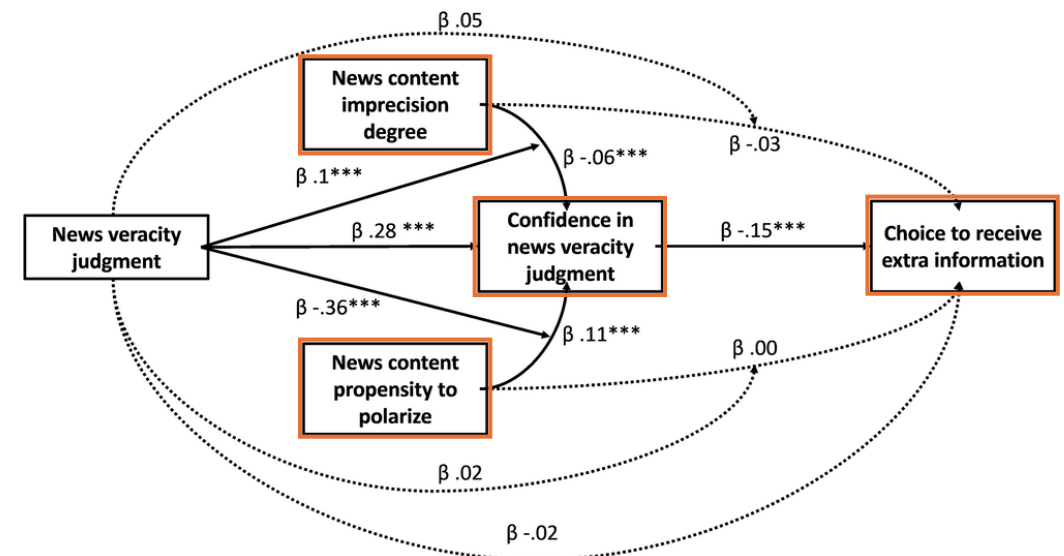 β .05
News content
imprecision
degree
β -.03
β -.06***
β .1***
News veracity
judgment
β .28 ***
Confidence in
news veracity
judgment
β -.15***
Choice to receive
extra information
β -.36***
β .11***
News content
propensity to
polarize
β .00
β .02
β -.02